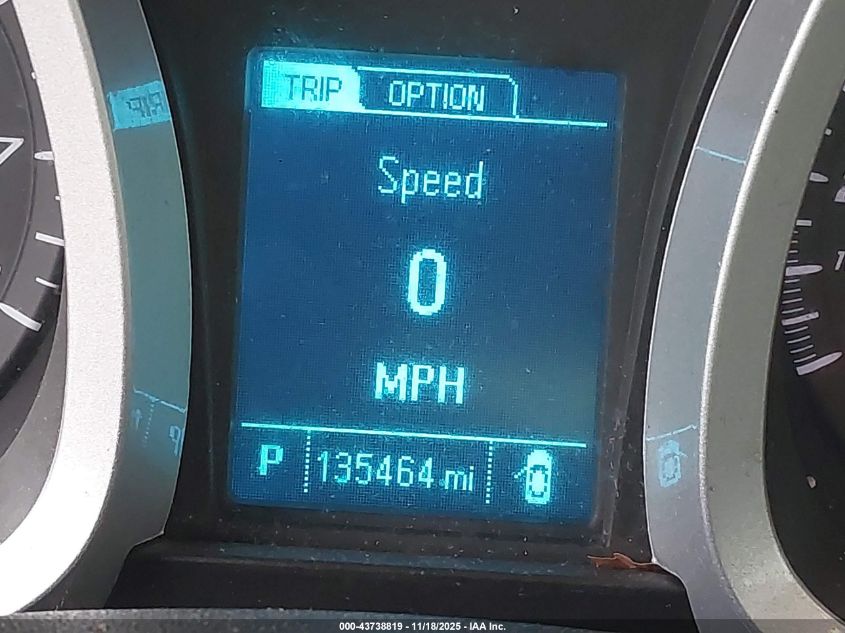 TRIP OPTION
Speed
0
MPH
P 135464 mi
000-43738819 - 11/18/2025 - IAA Inc.